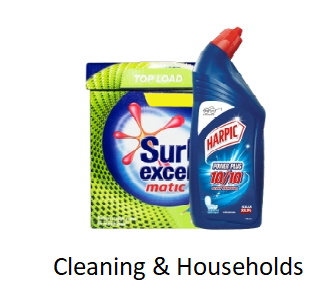 TOP LOAD
Surf
excel
matic
HARPIC
POWER PLUS
10/10
Cleaning & Households